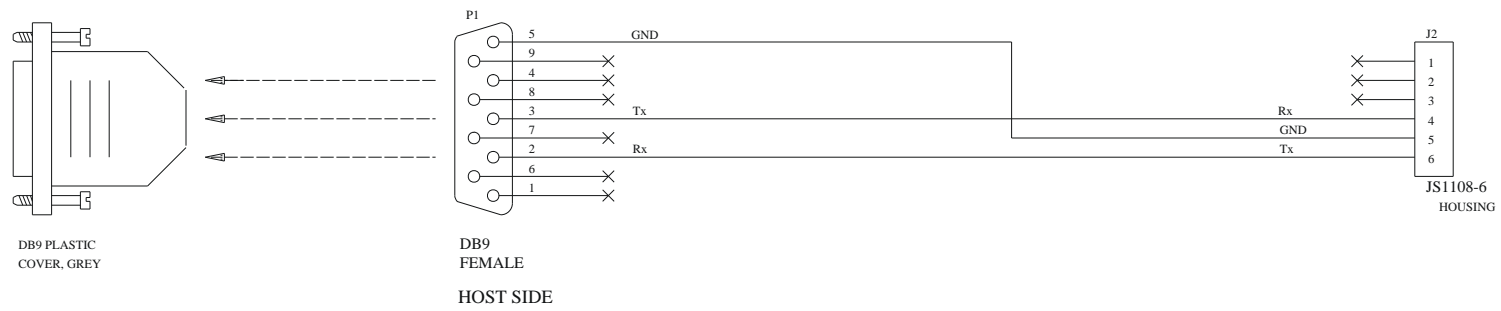 P1
5 GND
9
4
8
3 Tx
7
2 Rx
6
1
J2
1
2
3
Rx 4
GND 5
Tx 6
JS1108-6
HOUSING
DB9 PLASTIC
COVER, GREY
DB9
FEMALE
HOST SIDE